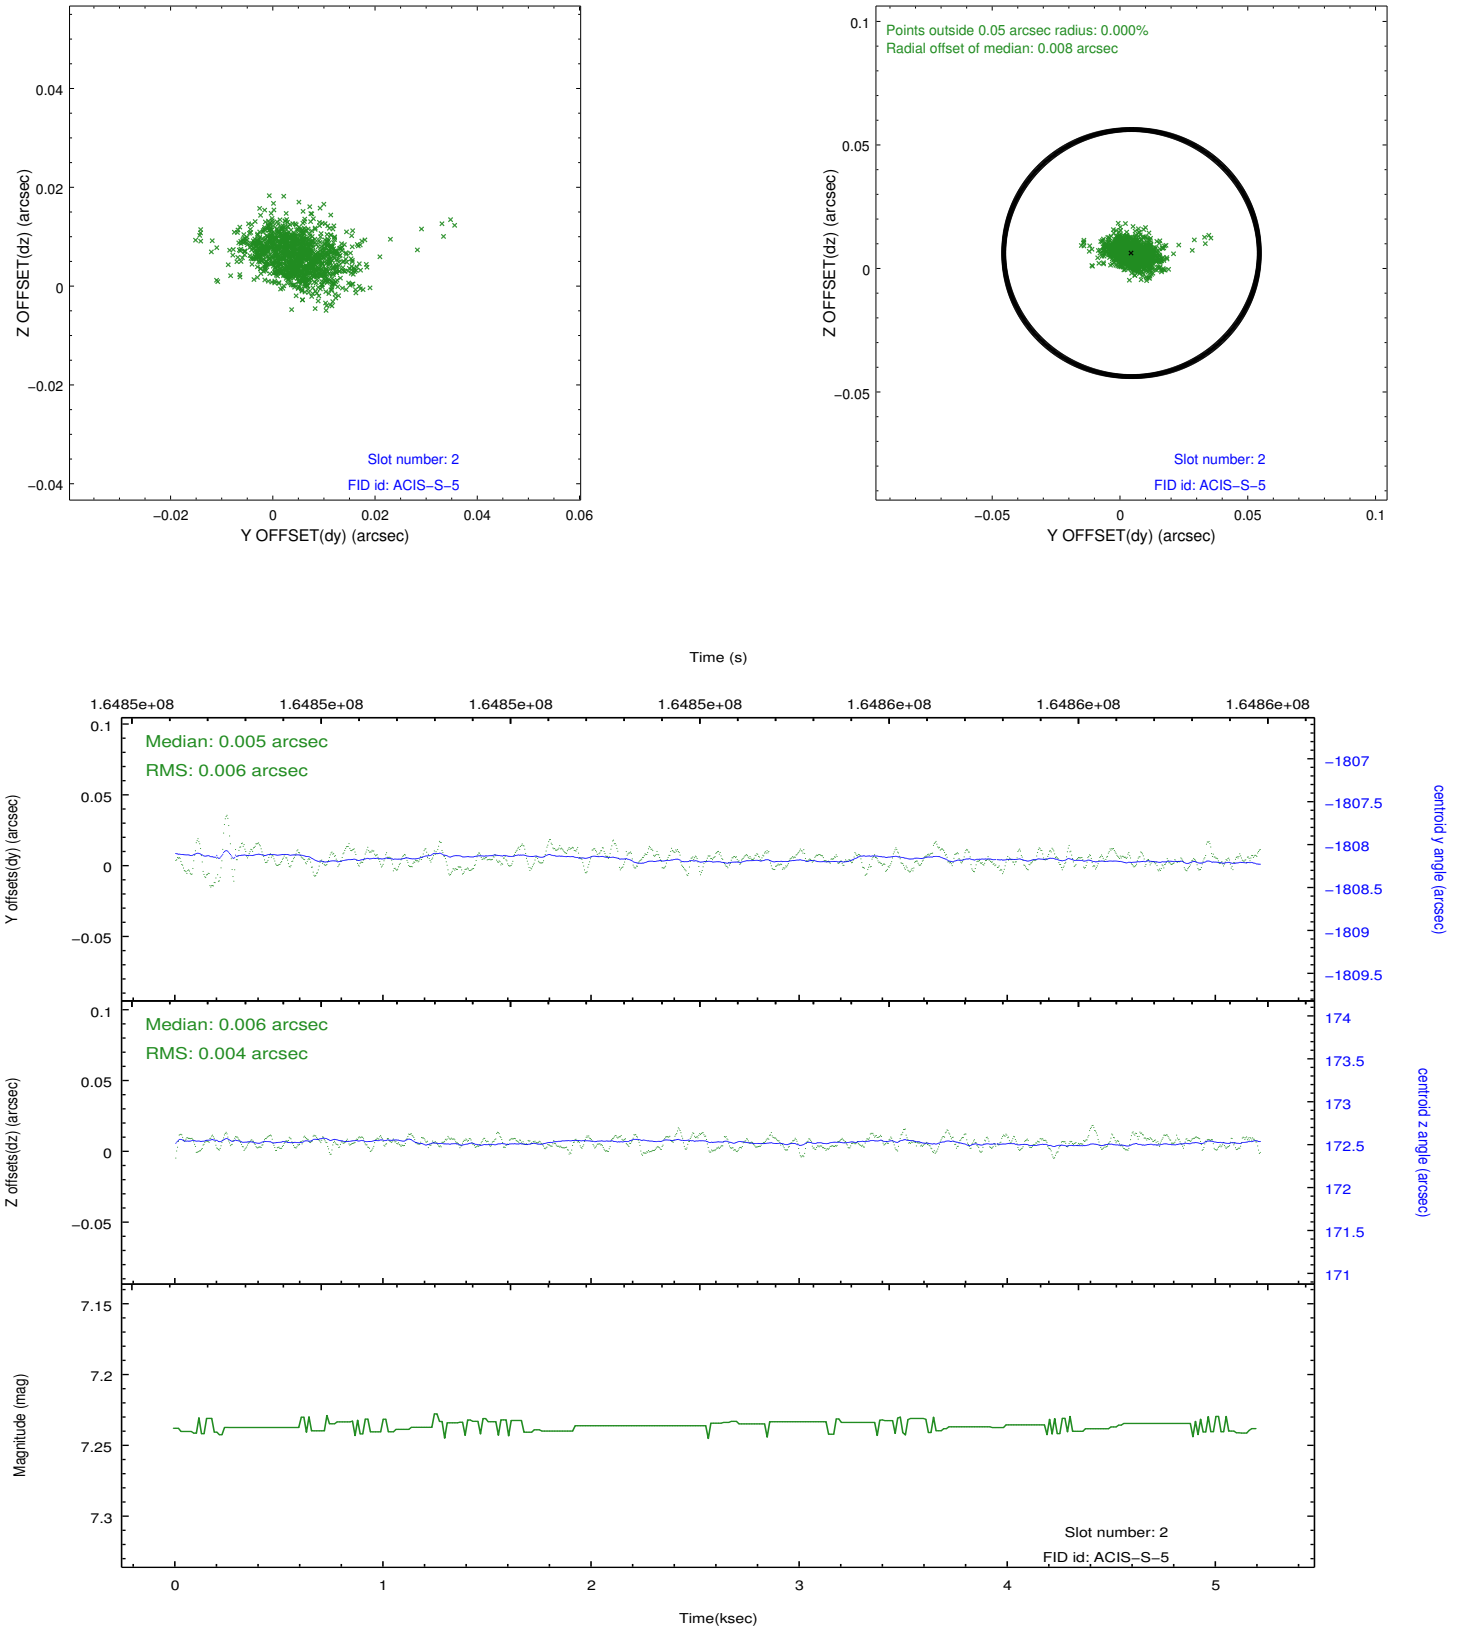 0.04
0.02
0
−0.02
−0.04
Z OFFSET(dz) (arcsec)
−0.02 0 0.02 0.04 0.06
Y OFFSET(dy) (arcsec)
Slot number: 2
FID id: ACIS−S−5
Points outside 0.05 arcsec radius: 0.000%
Radial offset of median: 0.008 arcsec
0.1
0.05
0
−0.05
Z OFFSET(dz) (arcsec)
−0.05 0 0.05 0.1
Y OFFSET(dy) (arcsec)
Slot number: 2
FID id: ACIS−S−5
Time (s)
1.6485e+08 1.6485e+08 1.6485e+08 1.6485e+08 1.6486e+08 1.6486e+08 1.6486e+08
Median: 0.005 arcsec
RMS: 0.006 arcsec
0.1
0.05
0
−0.05
Y offsets(dy) (arcsec)
−1807
−1807.5
−1808
−1808.5
−1809
−1809.5
centroid y angle (arcsec)
Median: 0.006 arcsec
RMS: 0.004 arcsec
0.1
0.05
0
−0.05
Z offsets(dz) (arcsec)
174
173.5
173
172.5
172
171.5
171
centroid z angle (arcsec)
7.15
7.2
7.25
7.3
Magnitude (mag)
Slot number: 2
FID id: ACIS−S−5
0 1 2 3 4 5
Time(ksec)